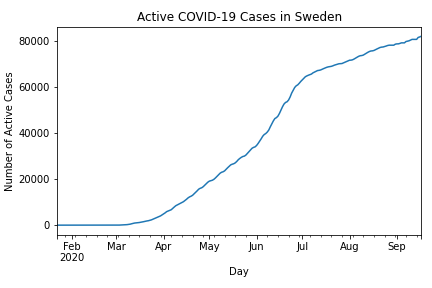 Active COVID-19 Cases in Sweden
80000
60000
40000
20000
0
Number of Active Cases
Feb Mar Apr May Jun Jul Aug Sep
2020
Day